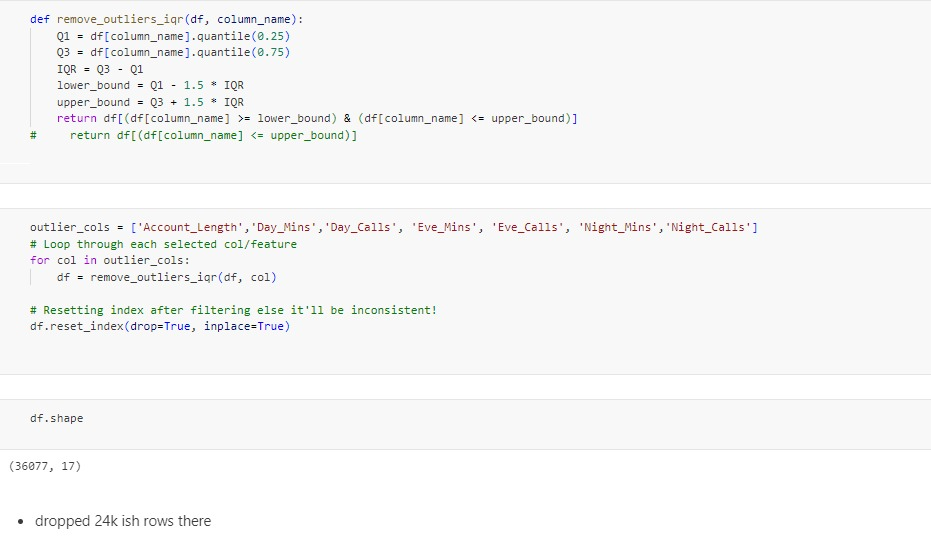 def remove_outliers_iqr(df, column_name):
    Q1 = df[column_name].quantile(0.25)
    Q3 = df[column_name].quantile(0.75)
    IQR = Q3 - Q1
    lower_bound = Q1 - 1.5 * IQR
    upper_bound = Q3 + 1.5 * IQR
    return df[(df[column_name] >= lower_bound) & (df[column_name] <= upper_bound)]
#     return df[(df[column_name] <= upper_bound)]
outlier_cols = ['Account_Length','Day_Mins','Day_Calls', 'Eve_Mins', 'Eve_Calls', 'Night_Mins','Night_Calls']
# Loop through each selected col/feature
for col in outlier_cols:
    df = remove_outliers_iqr(df, col)
# Resetting index after filtering else it'll be inconsistent!
df.reset_index(drop=True, inplace=True)
df.shape
(36077, 17)
• dropped 24k ish rows there